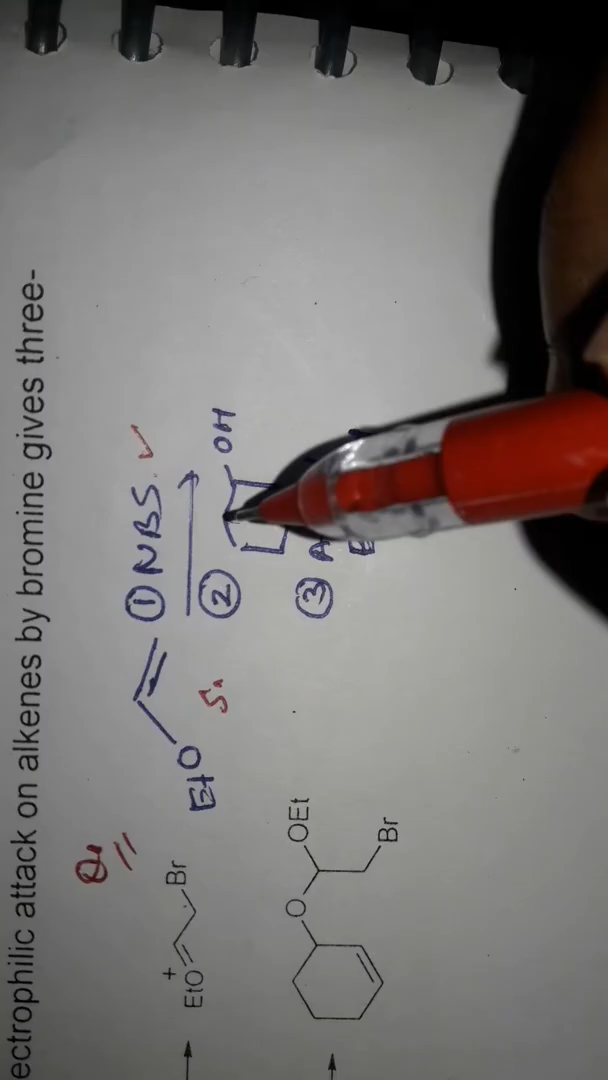 ectrophilic attack on alkenes by bromine gives three-
Q.
EtO
① NBS.
②
OH
③ A
E
EtO+
Br
O
OEt
Br